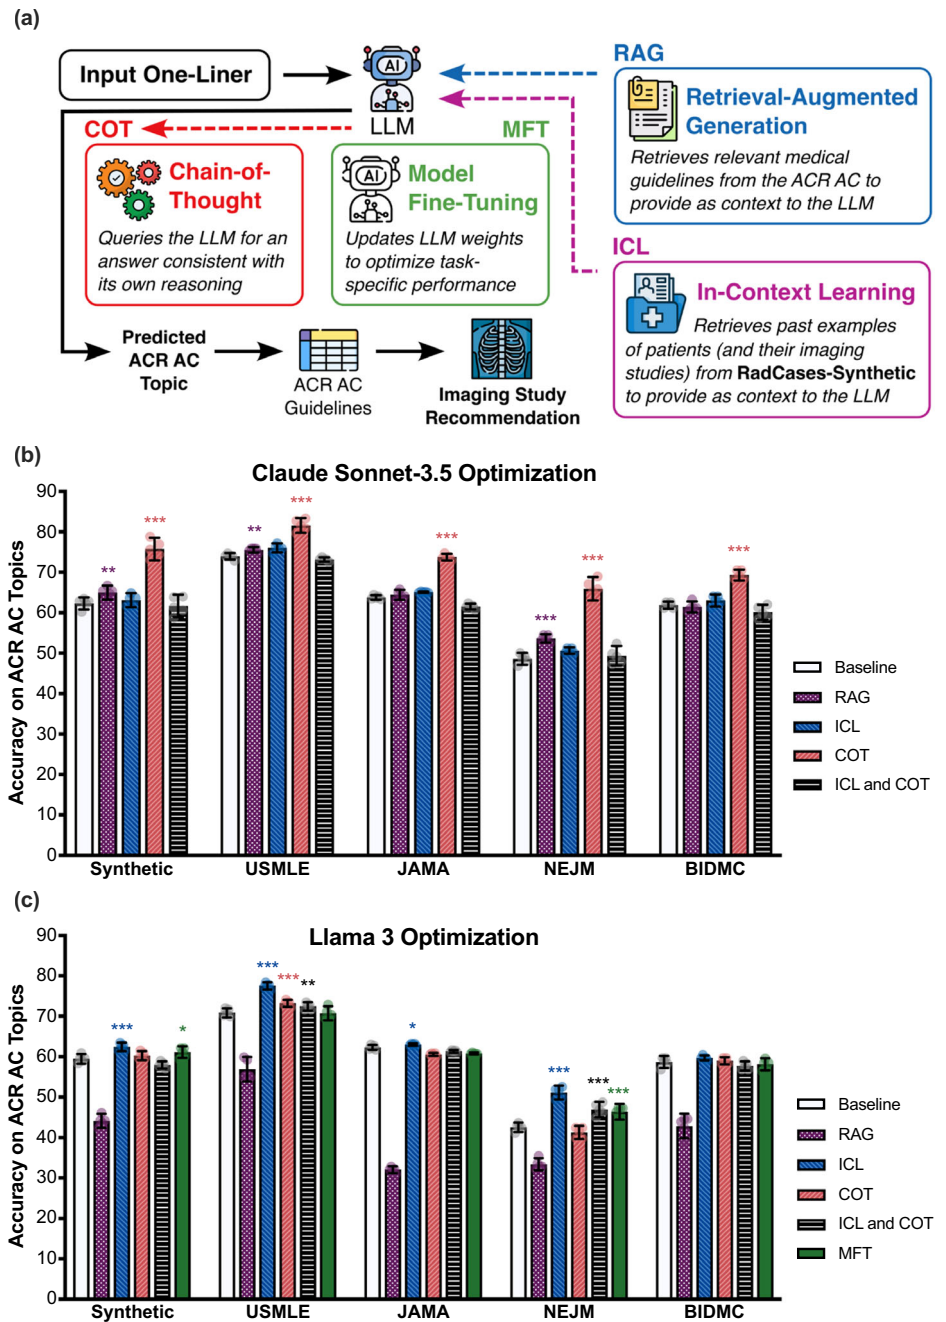 (a)
Input One-Liner
AI
LLM
RAG
Retrieval-Augmented
Generation
Retrieves relevant medical
guidelines from the ACR AC to
provide as context to the LLM
COT
Chain-of-
Thought
Queries the LLM for an
answer consistent with
its own reasoning
MFT
AI
Model
Fine-Tuning
Updates LLM weights
to optimize task-
specific performance
ICL
In-Context Learning
Retrieves past examples
of patients (and their imaging
studies) from RadCases-Synthetic
to provide as context to the LLM
Predicted
ACR AC
Topic
ACR AC
Guidelines
Imaging Study
Recommendation
(b)
Claude Sonnet-3.5 Optimization
Accuracy on ACR AC Topics
90
80
70
60
50
40
30
20
10
0
**
***
**
***
***
***
***
***
Synthetic
USMLE
JAMA
NEJM
BIDMC
Baseline
RAG
ICL
COT
ICL and COT
(c)
Llama 3 Optimization
Accuracy on ACR AC Topics
90
80
70
60
50
40
30
20
10
0
***
*
***
***
**
*
***
***
***
Synthetic
USMLE
JAMA
NEJM
BIDMC
Baseline
RAG
ICL
COT
ICL and COT
MFT